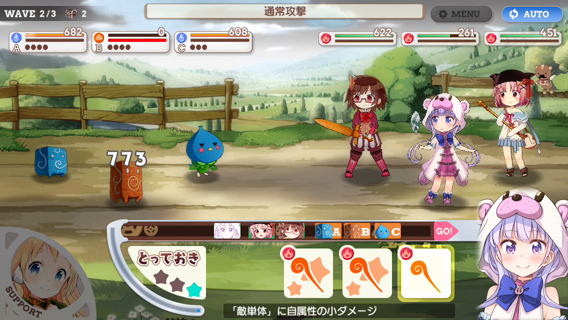 WAVE 2/3 2
通常攻撃
MENU
AUTO
682
A
0
B
608
C
622
261
451
773
A B C GO!
とっておき
SUPPORT
「敵単体」に自属性の小ダメージ